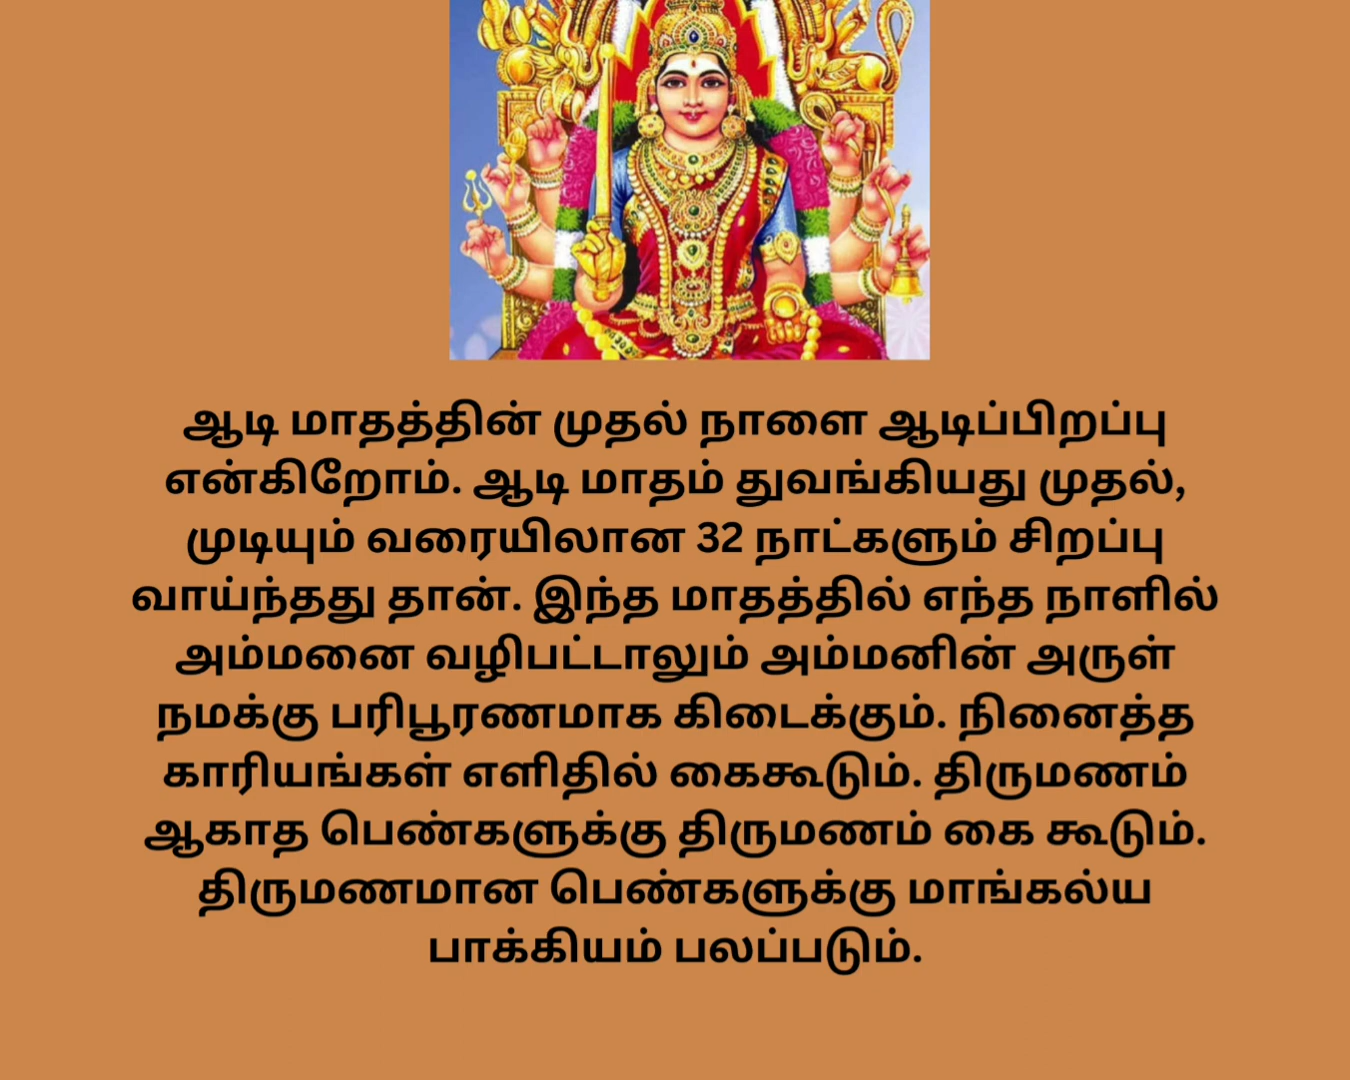 ஆடி மாதத்தின் முதல் நாளை ஆடிப்பிறப்பு
என்கிறோம். ஆடி மாதம் துவங்கியது முதல்,
முடியும் வரையிலான 32 நாட்களும் சிறப்பு
வாய்ந்தது தான். இந்த மாதத்தில் எந்த நாளில்
அம்மனை வழிபட்டாலும் அம்மனின் அருள்
நமக்கு பரிபூரணமாக கிடைக்கும். நினைத்த
காரியங்கள் எளிதில் கைகூடும். திருமணம்
ஆகாத பெண்களுக்கு திருமணம் கை கூடும்.
திருமணமான பெண்களுக்கு மாங்கல்ய
பாக்கியம் பலப்படும்.